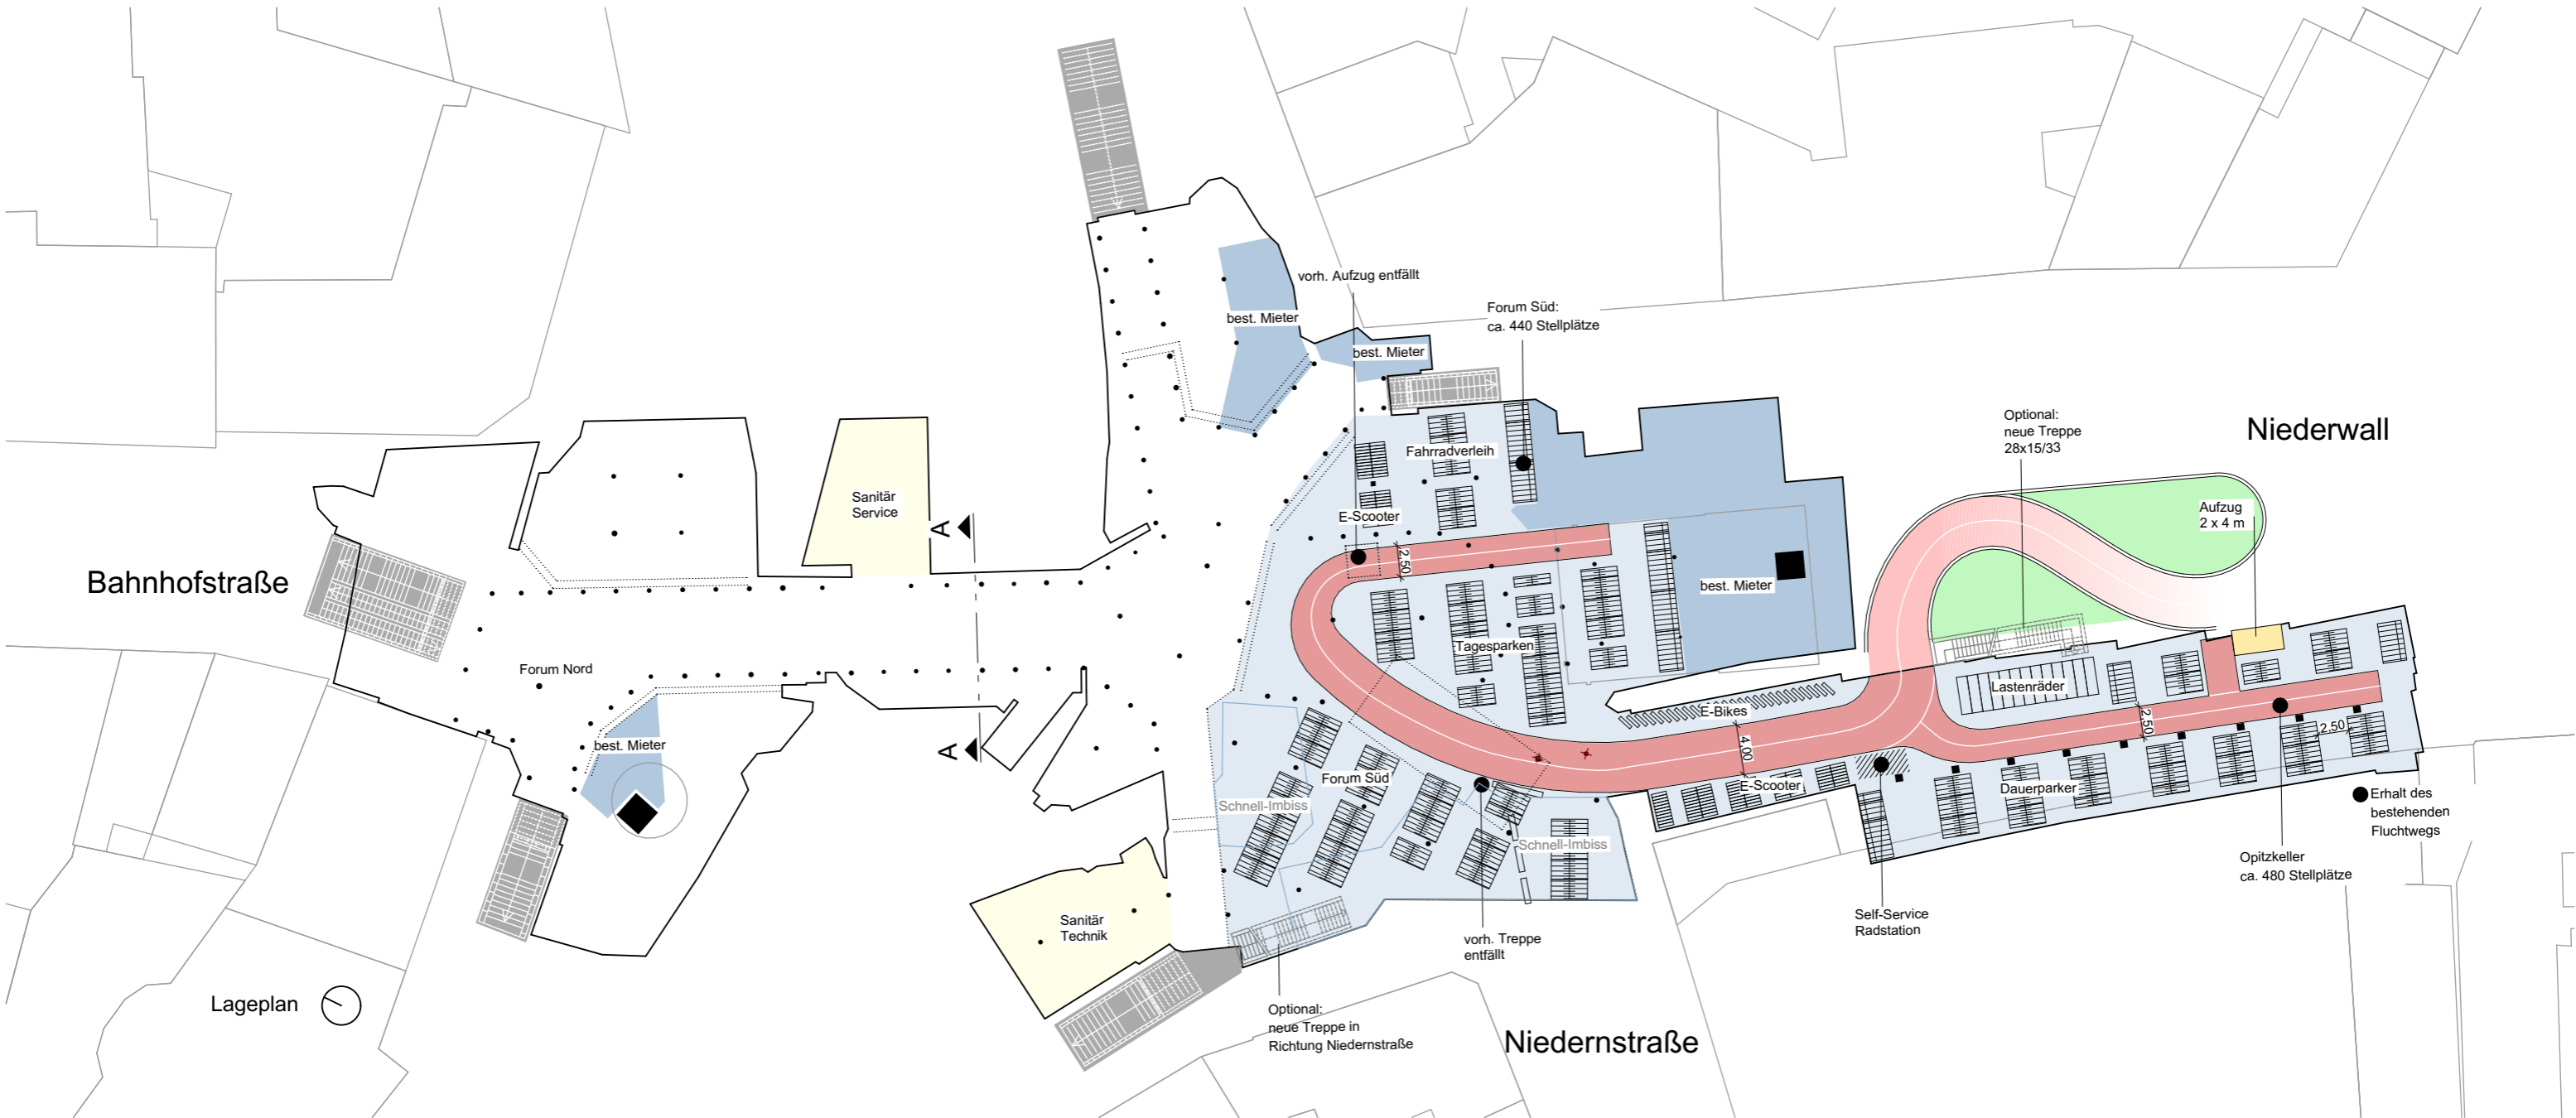 vorh. Aufzug entfällt
Forum Süd:
ca. 440 Stellplätze
best. Mieter
best. Mieter
Optional:
neue Treppe
28x15/33
Niederwall
Fahrradverleih
Sanitär
Service
A
E-Scooter
Aufzug
2 x 4 m
2,50
Bahnhofstraße
best. Mieter
Tagesparken
Forum Nord
Lastenräder
E-Bikes
2,50
2,50
4,00
best. Mieter
A
Forum Süd
E-Scooter
Dauerparker
Erhalt des
bestehenden
Fluchtwegs
Schnell-Imbiss
Schnell-Imbiss
Opitzkeller
ca. 480 Stellplätze
Sanitär
Technik
Self-Service
Radstation
vorh. Treppe
entfällt
Lageplan
Optional:
neue Treppe in
Richtung Niedernstraße
Niedernstraße